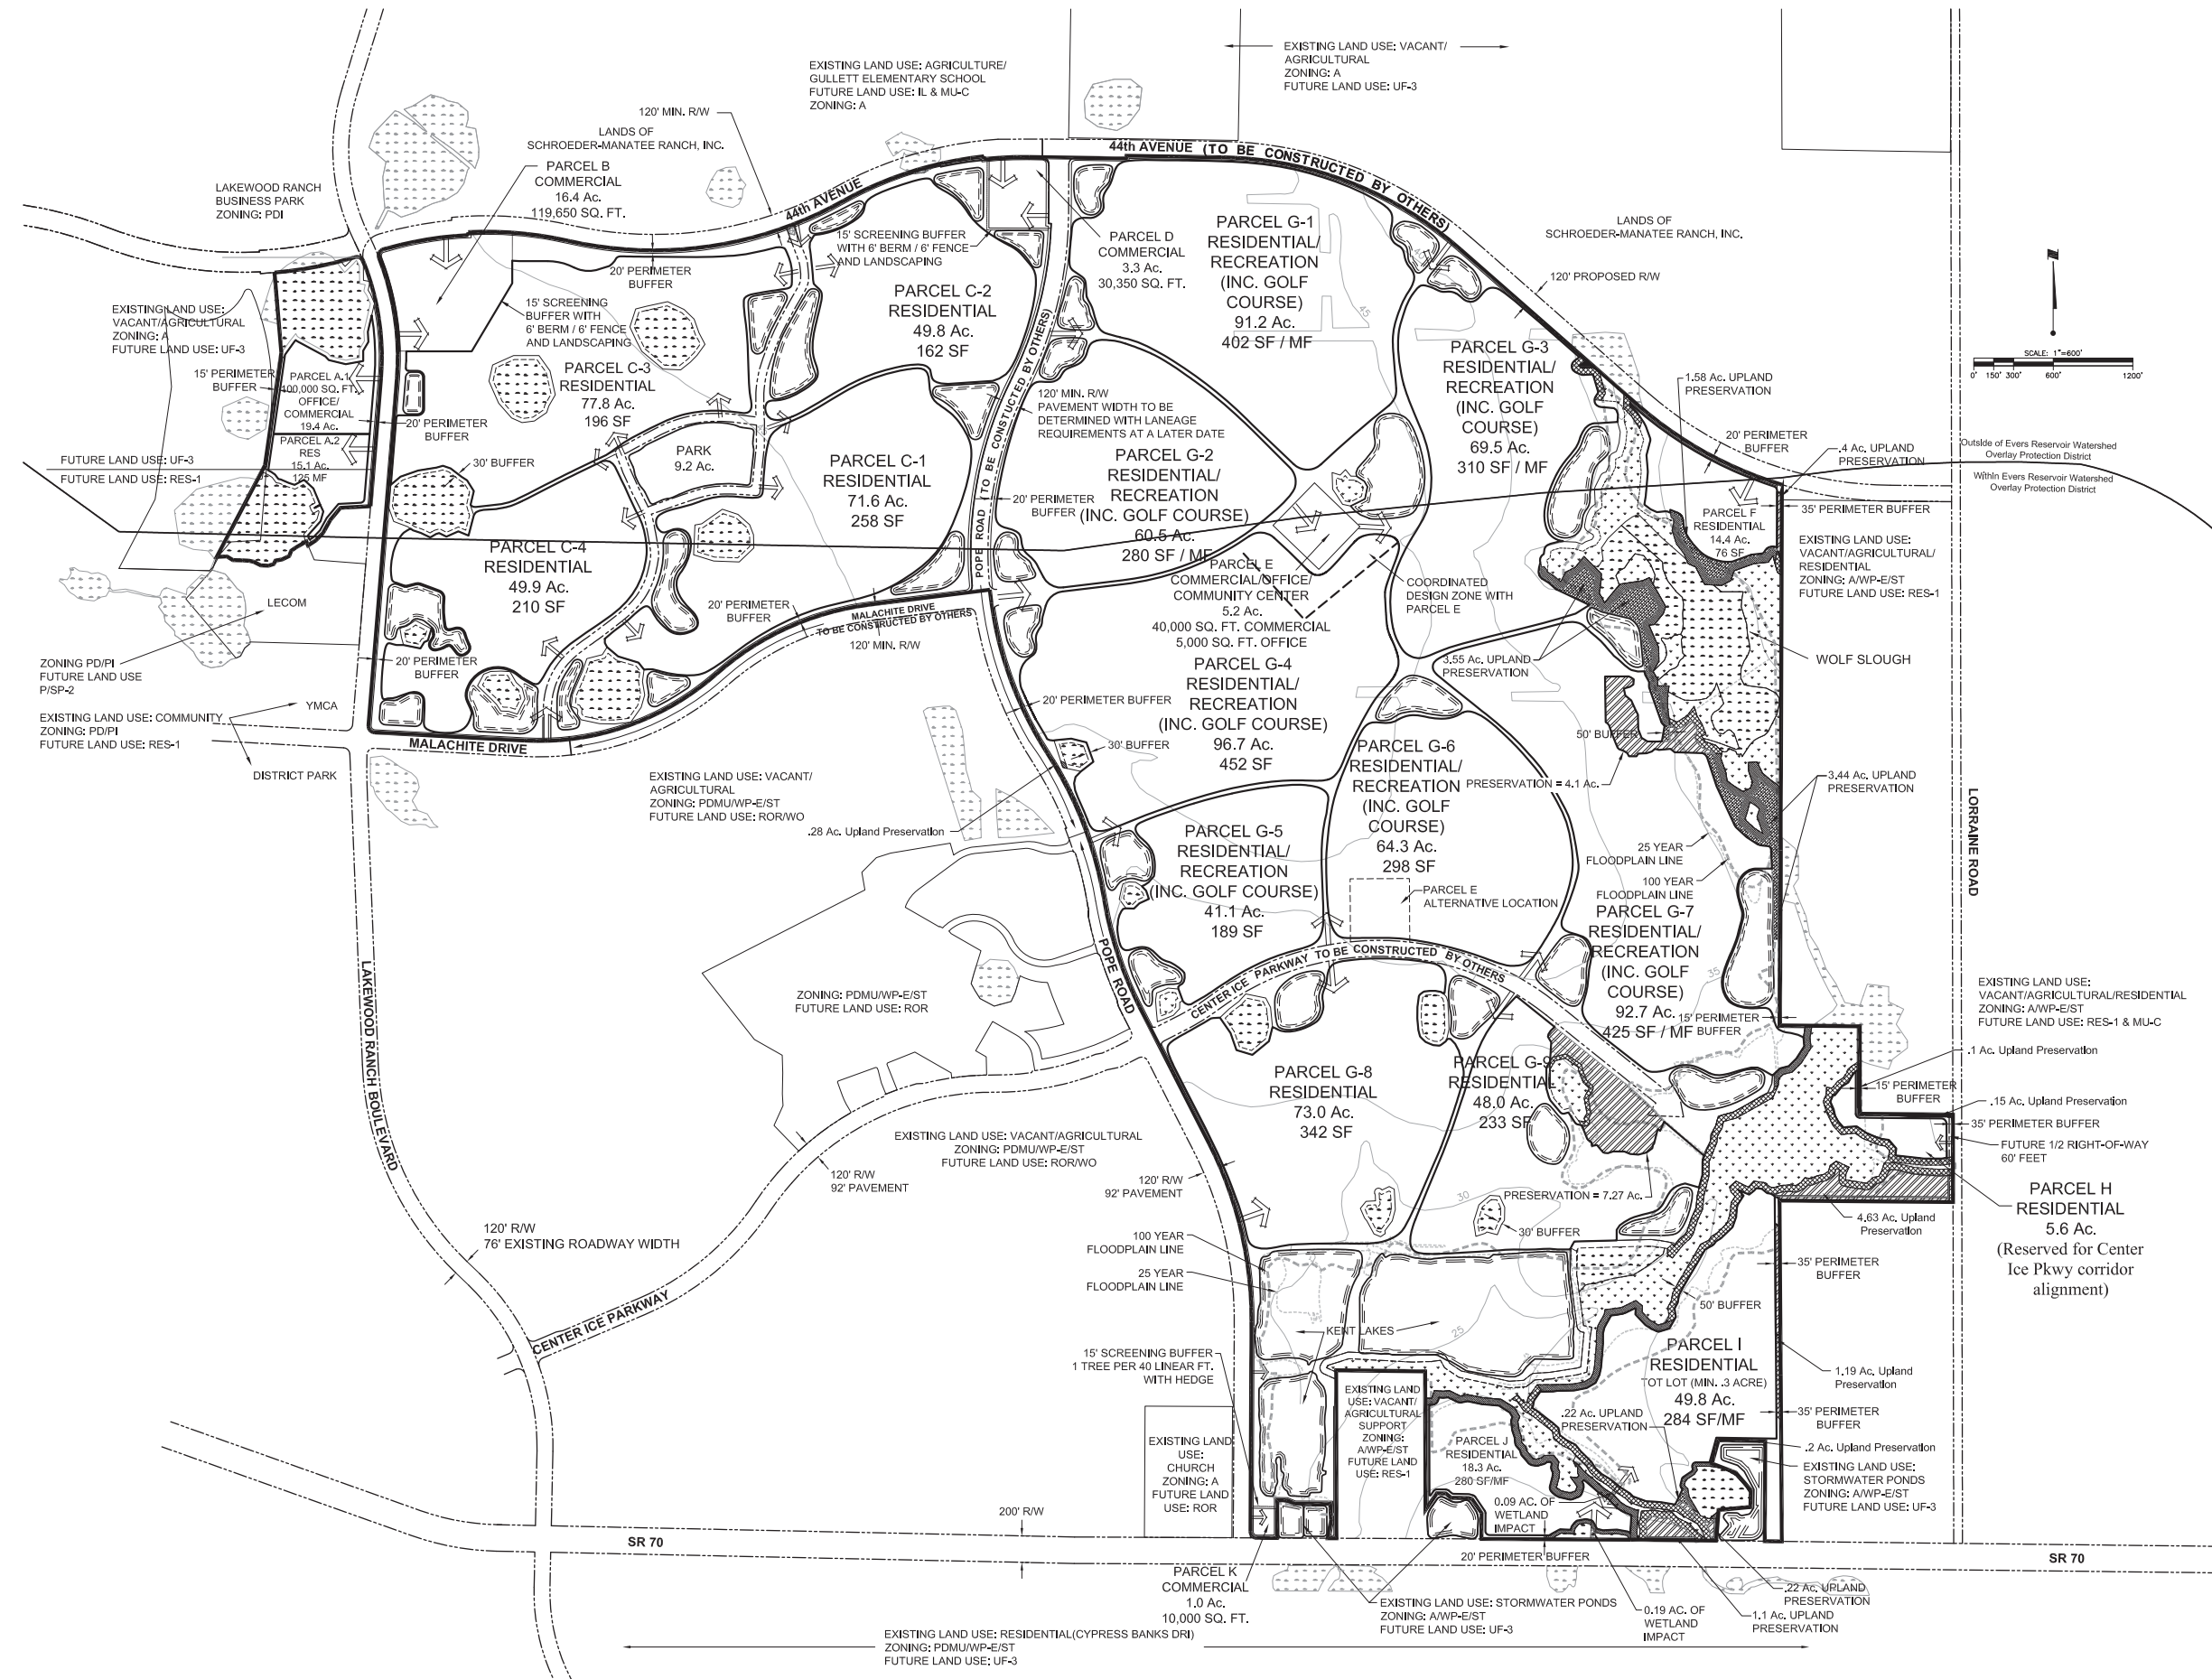 EXISTING LAND USE: VACANT/
AGRICULTURAL
ZONING: A
FUTURE LAND USE: UF-3
EXISTING LAND USE: AGRICULTURE/
GULLETT ELEMENTARY SCHOOL
FUTURE LAND USE: IL & MU-C
ZONING: A
120' MIN. R/W
LANDS OF
SCHROEDER-MANATEE RANCH, INC.
PARCEL B
COMMERCIAL
16.4 Ac.
119,650 SQ. FT.
LAKEWOOD RANCH
BUSINESS PARK
ZONING: PDI
44th AVENUE
44th AVENUE (TO BE CONSTRUCTED BY OTHERS)
LANDS OF
SCHROEDER-MANATEE RANCH, INC.
120' PROPOSED R/W
N
SCALE: 1"=600'
0' 150' 300' 600' 1200'
15' SCREENING BUFFER
WITH 6' BERM / 6' FENCE
AND LANDSCAPING
PARCEL D
COMMERCIAL
3.3 Ac.
30,350 SQ. FT.
PARCEL G-1
RESIDENTIAL/
RECREATION
(INC. GOLF
COURSE)
91.2 Ac.
402 SF / MF
45
20' PERIMETER
BUFFER
15' SCREENING
BUFFER WITH
6' BERM / 6' FENCE
AND LANDSCAPING
EXISTING LAND USE:
VACANT/AGRICULTURAL
ZONING: A
FUTURE LAND USE: UF-3
15' PERIMETER
BUFFER
PARCEL A.1
100,000 SQ. FT.
OFFICE/
COMMERCIAL
19.4 Ac.
PARCEL A.2
RES
15.1 Ac.
125 MF
20' PERIMETER
BUFFER
PARCEL C-3
RESIDENTIAL
77.8 Ac.
196 SF
PARCEL C-2
RESIDENTIAL
49.8 Ac.
162 SF
PARCEL G-3
RESIDENTIAL/
RECREATION
(INC. GOLF
COURSE)
69.5 Ac.
310 SF / MF
1.58 Ac. UPLAND
PRESERVATION
20' PERIMETER
BUFFER
.4 Ac. UPLAND
PRESERVATION
Outside of Evers Reservoir Watershed
Overlay Protection District
Within Evers Reservoir Watershed
Overlay Protection District
FUTURE LAND USE: UF-3
FUTURE LAND USE: RES-1
30' BUFFER
PARK
9.2 Ac.
PARCEL C-1
RESIDENTIAL
71.6 Ac.
258 SF
POPE ROAD (TO BE CONSTUCTED BY OTHERS)
120' MIN. R/W
PAVEMENT WIDTH TO BE
DETERMINED WITH LANEAGE
REQUIREMENTS AT A LATER DATE
PARCEL G-2
RESIDENTIAL/
RECREATION
(INC. GOLF COURSE)
60.5 Ac.
280 SF / MF
20' PERIMETER
BUFFER
PARCEL F
RESIDENTIAL
14.4 Ac.
76 SF
35' PERIMETER BUFFER
EXISTING LAND USE:
VACANT/AGRICULTURAL/
RESIDENTIAL
ZONING: A/WP-E/ST
FUTURE LAND USE: RES-1
PARCEL C-4
RESIDENTIAL
49.9 Ac.
210 SF
PARCEL E
COMMERCIAL/OFFICE/
COMMUNITY CENTER
5.2 Ac.
40,000 SQ. FT. COMMERCIAL
5,000 SQ. FT. OFFICE
COORDINATED
DESIGN ZONE WITH
PARCEL E
LECOM
20' PERIMETER
BUFFER
MALACHITE DRIVE
TO BE CONSTRUCTED BY OTHERS
120' MIN. R/W
ZONING PD/PI
FUTURE LAND USE
P/SP-2
20' PERIMETER
BUFFER
3.55 Ac. UPLAND
PRESERVATION
WOLF SLOUGH
PARCEL G-4
RESIDENTIAL/
RECREATION
(INC. GOLF COURSE)
96.7 Ac.
452 SF
20' PERIMETER BUFFER
YMCA
EXISTING LAND USE: COMMUNITY
ZONING: PD/PI
FUTURE LAND USE: RES-1
MALACHITE DRIVE
DISTRICT PARK
30' BUFFER
50' BUFFER
PARCEL G-6
RESIDENTIAL/
RECREATION
(INC. GOLF
COURSE)
64.3 Ac.
298 SF
PRESERVATION = 4.1 Ac.
3.44 Ac. UPLAND
PRESERVATION
EXISTING LAND USE: VACANT/
AGRICULTURAL
ZONING: PDMU/WP-E/ST
FUTURE LAND USE: ROR/WO
.28 Ac. Upland Preservation
LORRAINE ROAD
PARCEL G-5
RESIDENTIAL/
RECREATION
(INC. GOLF COURSE)
41.1 Ac.
189 SF
25 YEAR
FLOODPLAIN LINE
100 YEAR
FLOODPLAIN LINE
PARCEL E
ALTERNATIVE LOCATION
PARCEL G-7
RESIDENTIAL/
RECREATION
(INC. GOLF
COURSE)
92.7 Ac.
425 SF / MF
35
15' PERIMETER
BUFFER
POPE ROAD
CENTER ICE PARKWAY TO BE CONSTRUCTED BY OTHERS
LAKEWOOD RANCH BOULEVARD
ZONING: PDMU/WP-E/ST
FUTURE LAND USE: ROR
EXISTING LAND USE:
VACANT/AGRICULTURAL/RESIDENTIAL
ZONING: A/WP-E/ST
FUTURE LAND USE: RES-1 & MU-C
.1 Ac. Upland Preservation
15' PERIMETER
BUFFER
.15 Ac. Upland Preservation
35' PERIMETER BUFFER
FUTURE 1/2 RIGHT-OF-WAY
60' FEET
PARCEL G-8
RESIDENTIAL
73.0 Ac.
342 SF
PARCEL G-9
RESIDENTIAL
48.0 Ac.
233 SF
EXISTING LAND USE: VACANT/AGRICULTURAL
ZONING: PDMU/WP-E/ST
FUTURE LAND USE: ROR/WO
120' R/W
92' PAVEMENT
120' R/W
92' PAVEMENT
PRESERVATION = 7.27 Ac.
30
30' BUFFER
PARCEL H
RESIDENTIAL
5.6 Ac.
(Reserved for Center
Ice Pkwy corridor
alignment)
4.63 Ac. Upland
Preservation
120' R/W
76' EXISTING ROADWAY WIDTH
100 YEAR
FLOODPLAIN LINE
25 YEAR
FLOODPLAIN LINE
35' PERIMETER
BUFFER
50' BUFFER
CENTER ICE PARKWAY
KENT LAKES
25
15' SCREENING BUFFER
1 TREE PER 40 LINEAR FT.
WITH HEDGE
PARCEL I
RESIDENTIAL
TOT LOT (MIN. .3 ACRE)
49.8 Ac.
284 SF/MF
1.19 Ac. Upland
Preservation
EXISTING LAND
USE: VACANT/
AGRICULTURAL
SUPPORT
ZONING:
A/WP-E/ST
FUTURE LAND
USE: RES-1
.22 Ac. UPLAND
PRESERVATION
35' PERIMETER
BUFFER
PARCEL J
RESIDENTIAL
18.3 Ac.
280 SF/MF
EXISTING LAND
USE:
CHURCH
ZONING: A
FUTURE LAND
USE: ROR
.2 Ac. Upland Preservation
EXISTING LAND USE:
STORMWATER PONDS
ZONING: A/WP-E/ST
FUTURE LAND USE: UF-3
0.09 AC. OF
WETLAND
IMPACT
200' R/W
SR 70
20' PERIMETER BUFFER
SR 70
PARCEL K
COMMERCIAL
1.0 Ac.
10,000 SQ. FT.
EXISTING LAND USE: STORMWATER PONDS
ZONING: A/WP-E/ST
FUTURE LAND USE: UF-3
0.19 AC. OF
WETLAND
IMPACT
.22 Ac. UPLAND
PRESERVATION
1.1 Ac. UPLAND
PRESERVATION
EXISTING LAND USE: RESIDENTIAL(CYPRESS BANKS DRI)
ZONING: PDMU/WP-E/ST
FUTURE LAND USE: UF-3